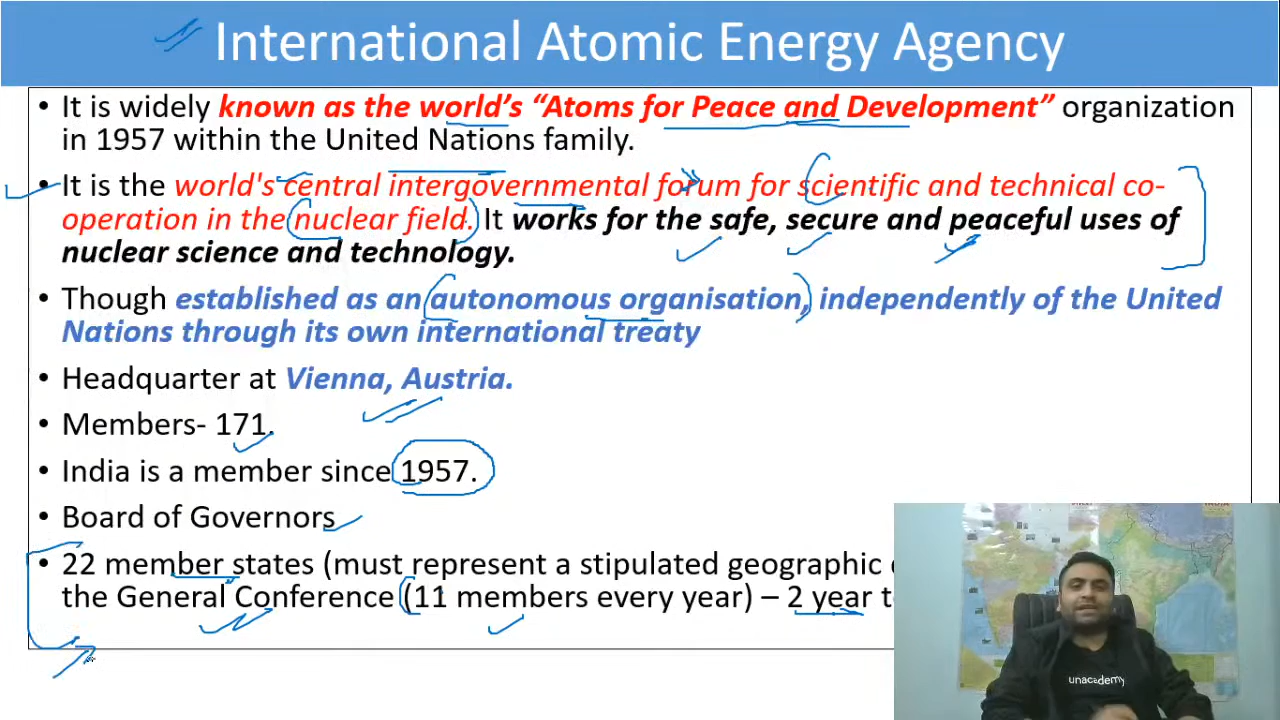 International Atomic Energy Agency
• It is widely known as the world's “Atoms for Peace and Development” organization
in 1957 within the United Nations family.
• It is the world's central intergovernmental forum for scientific and technical co-
operation in the nuclear field. It works for the safe, secure and peaceful uses of
nuclear science and technology.
• Though established as an autonomous organisation, independently of the United
Nations through its own international treaty
• Headquarter at Vienna, Austria.
• Members- 171.
• India is a member since 1957.
• Board of Governors
• 22 member states (must represent a stipulated geographic
the General Conference (11 members every year) – 2 year
unacademy